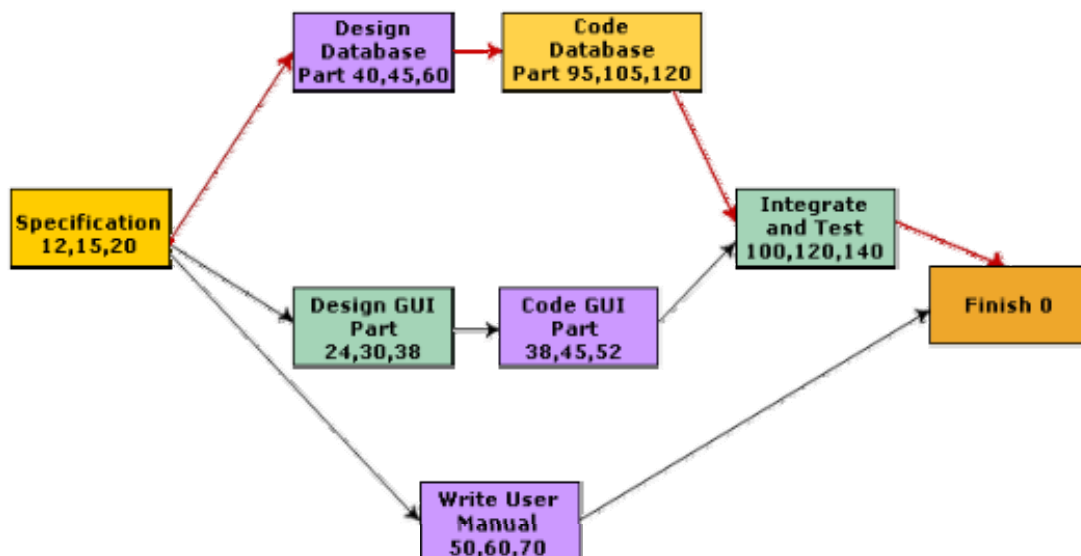 Design
Database
Part 40,45,60
Code
Database
Part 95,105,120
Specification
12,15,20
Integrate
and Test
100,120,140
Design GUI
Part
24,30,38
Code GUI
Part
38,45,52
Finish 0
Write User
Manual
50,60,70